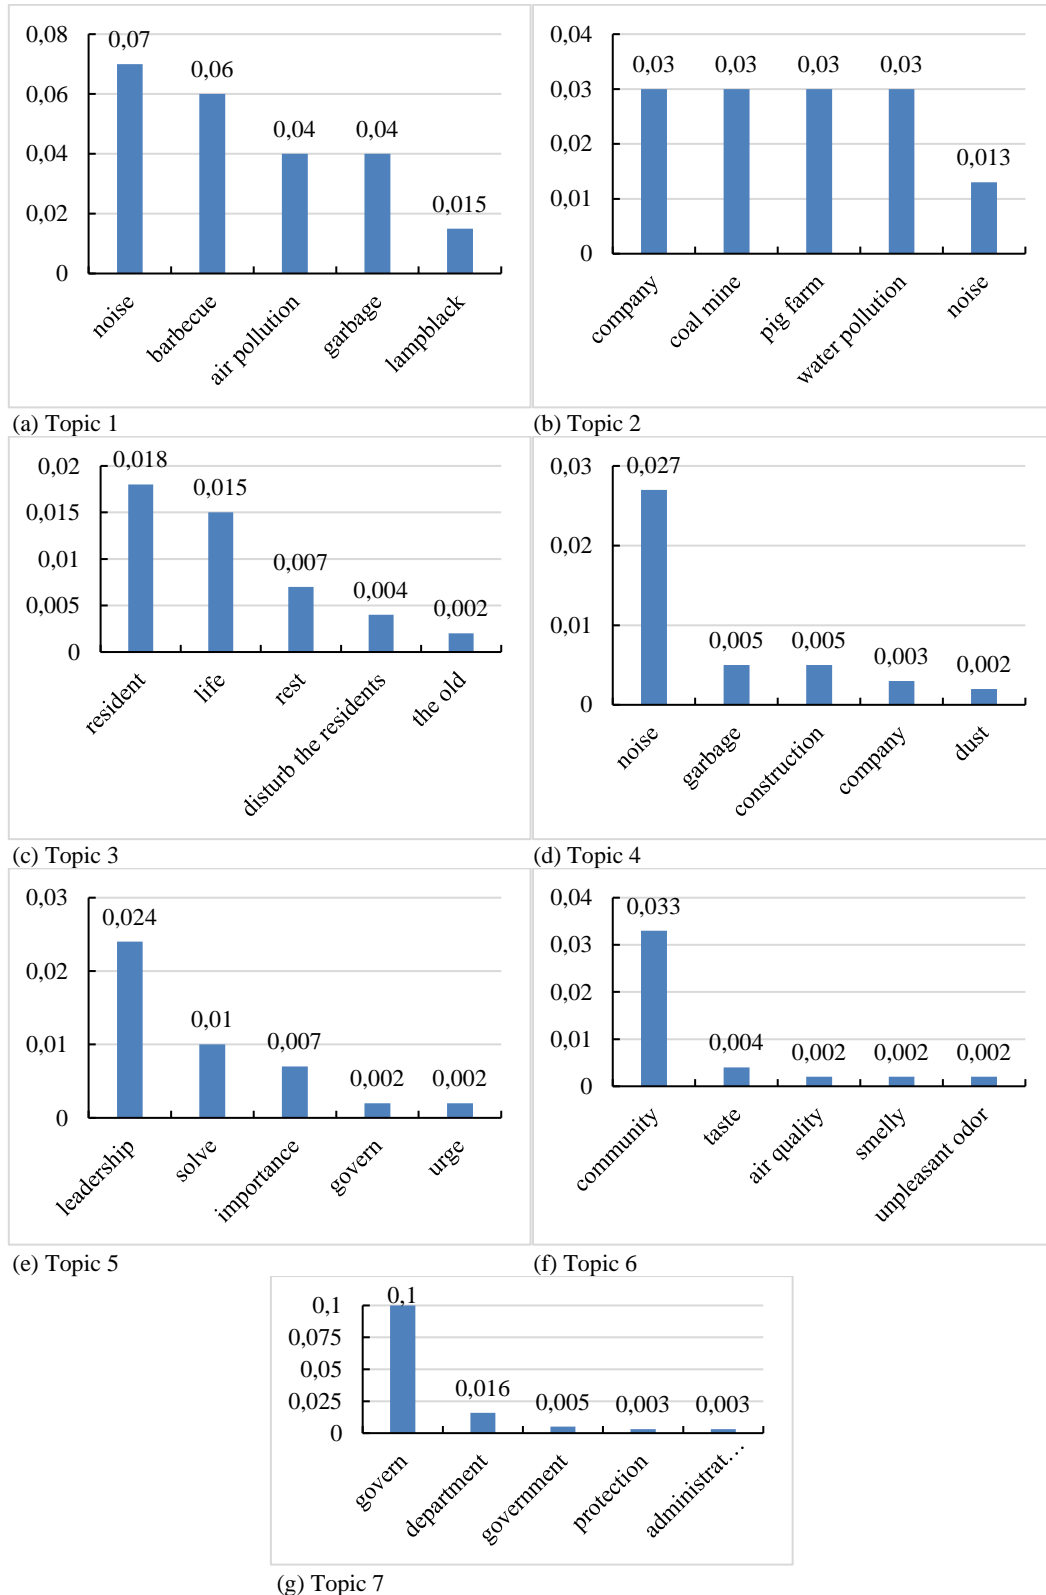 0,08
0,07
0,06
0,06
0,04
0,04
0,04
0,02
0,015
0
noise
barbecue
air pollution
garbage
lampblack
(a) Topic 1
0,04
0,03
0,03
0,03
0,03
0,03
0,02
0,013
0,01
0
company
coal mine
pig farm
water pollution
noise
(b) Topic 2
0,02
0,018
0,015
0,015
0,01
0,007
0,005
0,004
0,002
0
resident
life
rest
disturb the residents
the old
(c) Topic 3
0,03
0,027
0,02
0,01
0,005
0,005
0,003
0,002
0
noise
garbage
construction
company
dust
(d) Topic 4
0,03
0,024
0,02
0,01
0,01
0,007
0,002
0,002
0
leadership
solve
importance
govern
urge
(e) Topic 5
0,04
0,033
0,03
0,02
0,01
0,004
0,002
0,002
0,002
0
community
taste
air quality
smelly
unpleasant odor
(f) Topic 6
0,1
0,1
0,075
0,05
0,025
0,016
0,005
0,003
0,003
0
govern
department
government
protection
administrat…
(g) Topic 7